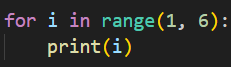 for i in range(1, 6):
    print(i)